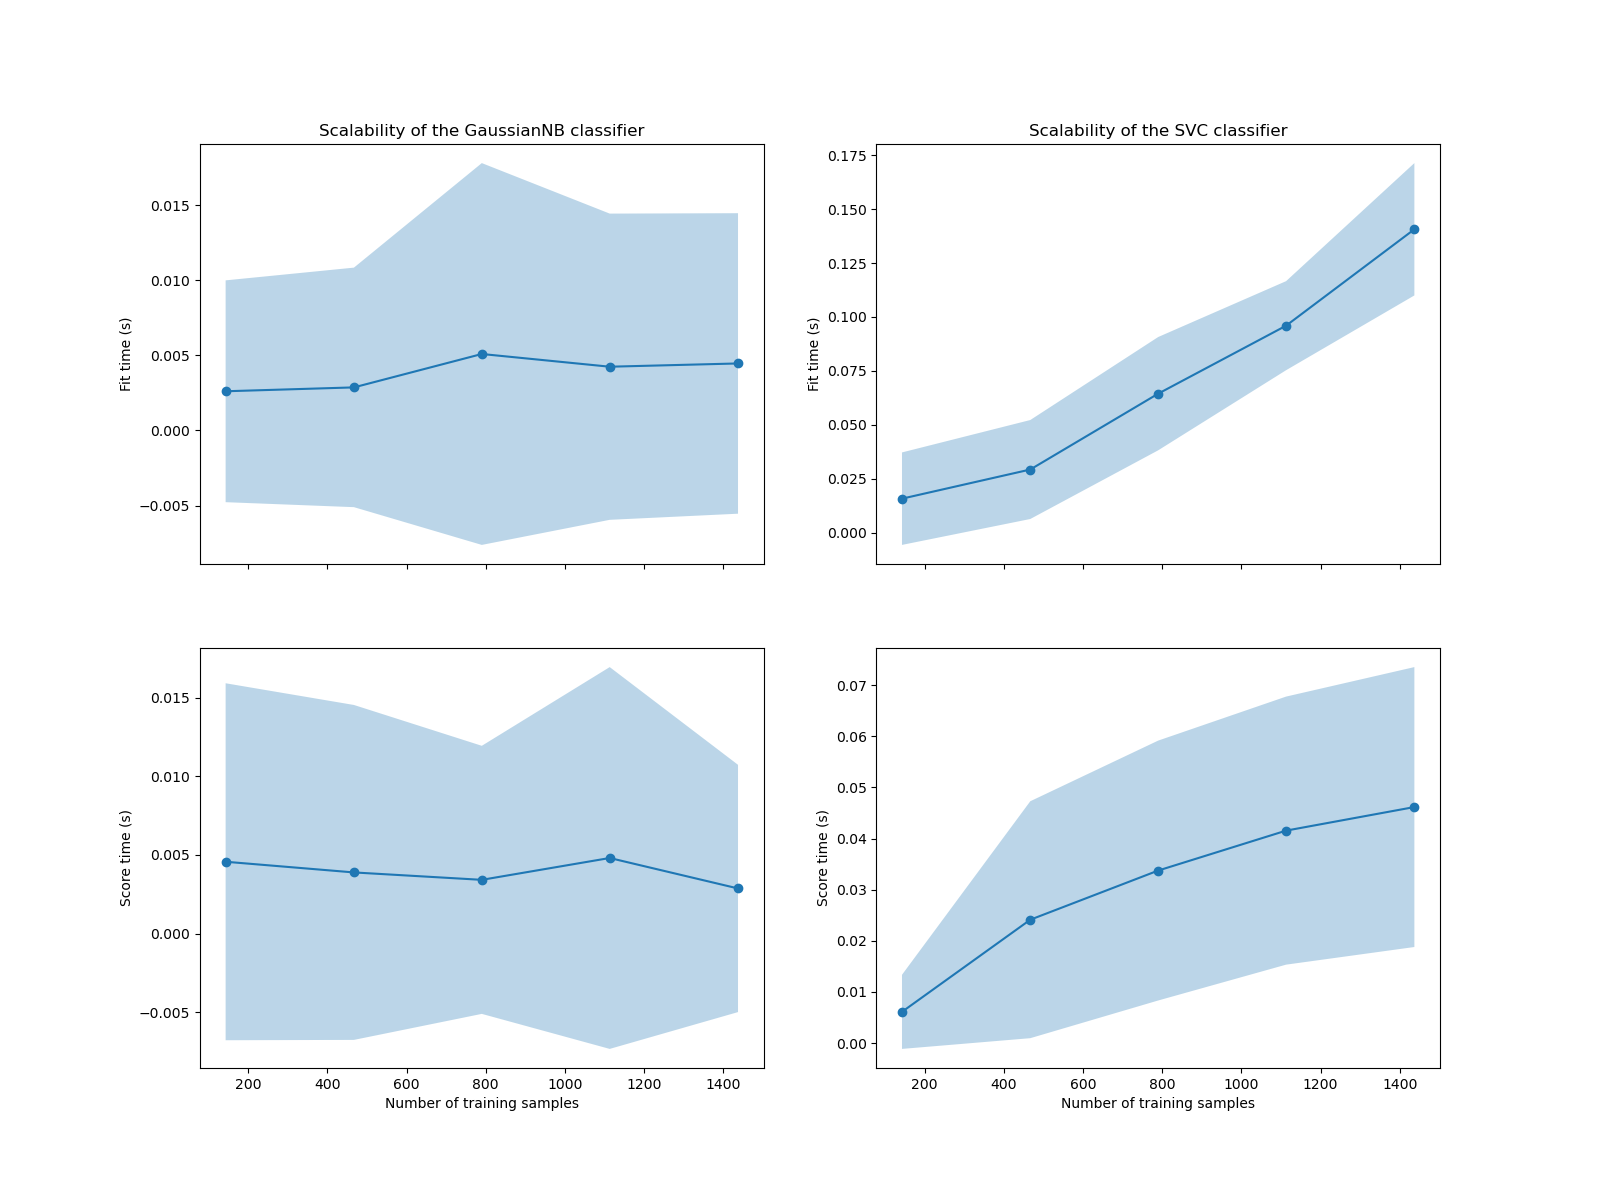 Scalability of the GaussianNB classifier
0.015
0.010
0.005
0.000
−0.005
Fit time (s)
Scalability of the SVC classifier
0.175
0.150
0.125
0.100
0.075
0.050
0.025
0.000
Fit time (s)
0.015
0.010
0.005
0.000
−0.005
Score time (s)
200 400 600 800 1000 1200 1400
Number of training samples
0.07
0.06
0.05
0.04
0.03
0.02
0.01
0.00
Score time (s)
200 400 600 800 1000 1200 1400
Number of training samples